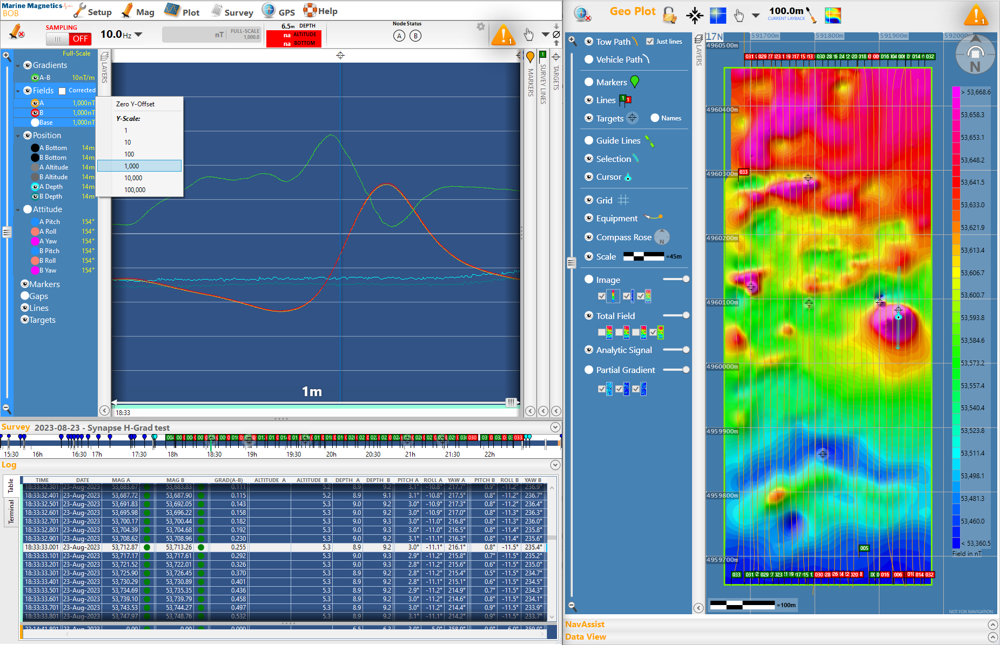 Marine Magnetics
BOB
Setup
Mag
Plot
Survey
GPS
Help
SAMPLING
OFF
10.0Hz
nT
FULL-SCALE
1,000.0
6.5m DEPTH
na ALTITUDE
na BOTTOM
Node Status
A B
1
Full-Scale
LAYERS
Gradients
A-B 10nT/m
Fields Corrected
A 1,000nT
B 1,000nT
Base 1,000nT
Position
A Bottom 14m
B Bottom 14m
A Altitude 14m
B Altitude 14m
A Depth 14m
B Depth 14m
Attitude
A Pitch 154°
A Roll 154°
A Yaw 154°
B Pitch 154°
B Roll 154°
B Yaw 154°
Markers
Gaps
Lines
Targets
Zero Y-Offset
Y-Scale:
1
10
100
1,000
10,000
100,000
1m
18:33
MARKERS
1
SURVEY LINES
TARGETS
Survey 2023-08-23 - Synapse H-Grad test
15:30 16h 16:30 17h 17:30 18h 18:30 19h 19:30 20h 20:30 21h 21:30 22h
Log
Table
Terminal
TIME DATE MAG A MAG B GRAD(A-B) ALTITUDE A ALTITUDE B DEPTH A DEPTH B PITCH A ROLL A YAW A PITCH B ROLL B YAW B
18:33:32.301 23-Aug-2023 53,683.67 53,683.83 0.111 5.2 8.9 9.2 3.1° -10.8° 217.7° 0.9° -11.2° 236.9°
18:33:32.401 23-Aug-2023 53,687.72 53,687.90 0.115 5.2 8.9 9.1 3.1° -10.8° 217.5° 0.8° -11.2° 236.7°
18:33:32.501 23-Aug-2023 53,691.83 53,692.05 0.143 5.3 9.0 9.2 3.0° -10.9° 217.3° 0.8° -11.2° 236.4°
18:33:32.601 23-Aug-2023 53,695.98 53,696.22 0.158 5.3 9.0 9.2 3.0° -10.9° 217.0° 0.8° -11.3° 236.3°
18:33:32.701 23-Aug-2023 53,700.17 53,700.44 0.182 5.3 9.0 9.3 3.0° -11.0° 216.8° 0.8° -11.3° 236.0°
18:33:32.801 23-Aug-2023 53,704.39 53,704.68 0.192 5.3 9.0 9.2 3.0° -11.0° 216.5° 0.8° -11.4° 235.8°
18:33:32.901 23-Aug-2023 53,708.62 53,708.96 0.230 5.3 8.9 9.2 3.1° -11.1° 216.3° 0.8° -11.4° 235.6°
18:33:33.001 23-Aug-2023 53,712.87 53,713.26 0.255 5.3 8.9 9.2 3.0° -11.1° 216.1° 0.8° -11.5° 235.4°
18:33:33.101 23-Aug-2023 53,717.17 53,717.61 0.292 5.3 9.0 9.2 2.9° -11.2° 215.8° 0.7° -11.5° 235.2°
18:33:33.201 23-Aug-2023 53,721.52 53,722.01 0.326 5.3 9.0 9.3 2.8° -11.2° 215.6° 0.6° -11.5° 235.0°
18:33:33.301 23-Aug-2023 53,725.90 53,726.45 0.370 5.3 8.9 9.2 2.8° -11.2° 215.4° 0.5° -11.5° 234.7°
18:33:33.401 23-Aug-2023 53,730.29 53,730.89 0.401 5.3 8.9 9.2 2.8° -11.1° 215.1° 0.6° -11.5° 234.5°
18:33:33.501 23-Aug-2023 53,734.69 53,735.35 0.436 5.3 8.9 9.2 2.9° -11.2° 214.9° 0.7° -11.5° 234.3°
18:33:33.601 23-Aug-2023 53,739.10 53,739.79 0.458 5.3 8.9 9.2 3.0° -11.2° 214.6° 0.8° -11.5° 234.1°
18:33:33.701 23-Aug-2023 53,743.53 53,744.27 0.497 5.3 8.9 9.2 3.0° -11.2° 214.4° 0.9° -11.5° 233.9°
18:33:33.801 23-Aug-2023 53,747.97 53,748.76 0.532 5.3 8.9 9.2 3.1° -11.1° 214.2° 0.9° -11.5° 233.7°
Geo Plot
100.0m
CURRENT LAYBACK
1
LAYERS
Tow Path Just lines
Vehicle Path
Markers
Lines 1 1
Targets Names
Guide Lines
Selection
Cursor
Grid
Equipment
Compass Rose N
Scale =45m
Image
Total Field
Analytic Signal
Partial Gradient
17N 591700m 591800m 591900m 592000m
4960500m
4960400m
4960300m
4960200m
4960100m
4960000m
4959900m
4959800m
4959700m
033
005
N
> 53,668.6
53,658.3
53,653.1
53,648.2
53,641.5
53,633.0
53,621.9
53,613.4
53,606.7
53,600.7
53,593.8
53,584.6
53,573.2
53,557.4
53,540.4
53,523.8
53,511.4
53,498.1
53,481.3
53,460.0
< 53,360.5
Field in nT
=100m
NOT FOR NAVIGATION
NavAssist
Data View